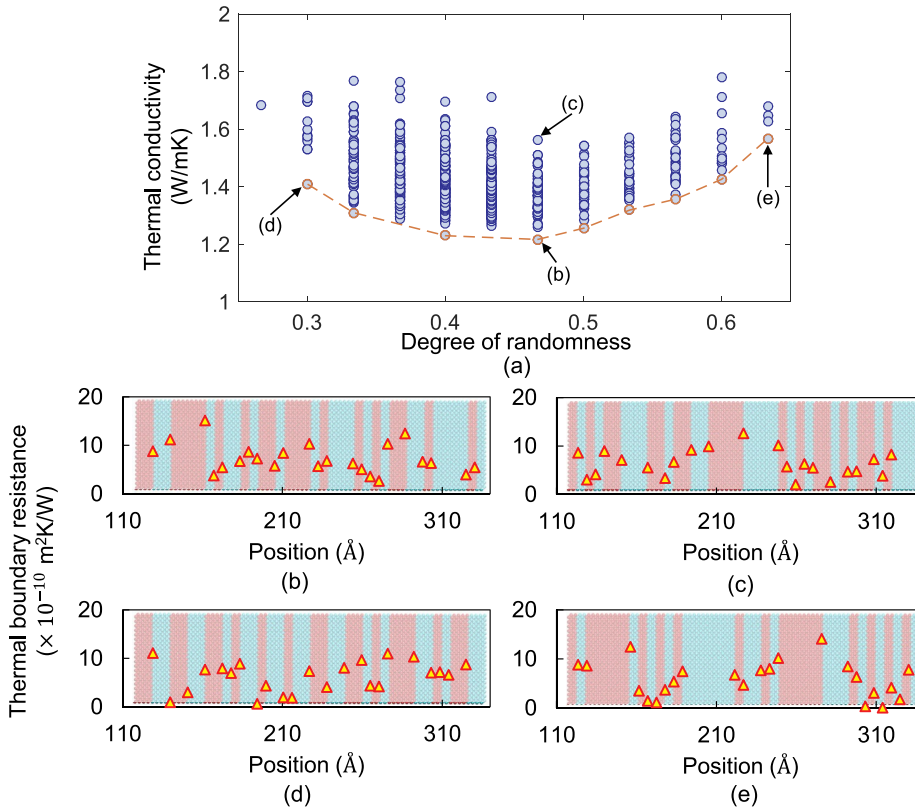 2
1.8
1.6
1.4
1.2
1
Thermal conductivity
(W/mK)
(c)
(d)
(b)
(e)
0.3 0.4 0.5 0.6
Degree of randomness
(a)
Thermal boundary resistance
(× 10⁻¹⁰ m²K/W)
20
10
0
110 210 310
Position (Å)
(b)
20
10
0
110 210 310
Position (Å)
(c)
20
10
0
110 210 310
Position (Å)
(d)
20
10
0
110 210 310
Position (Å)
(e)